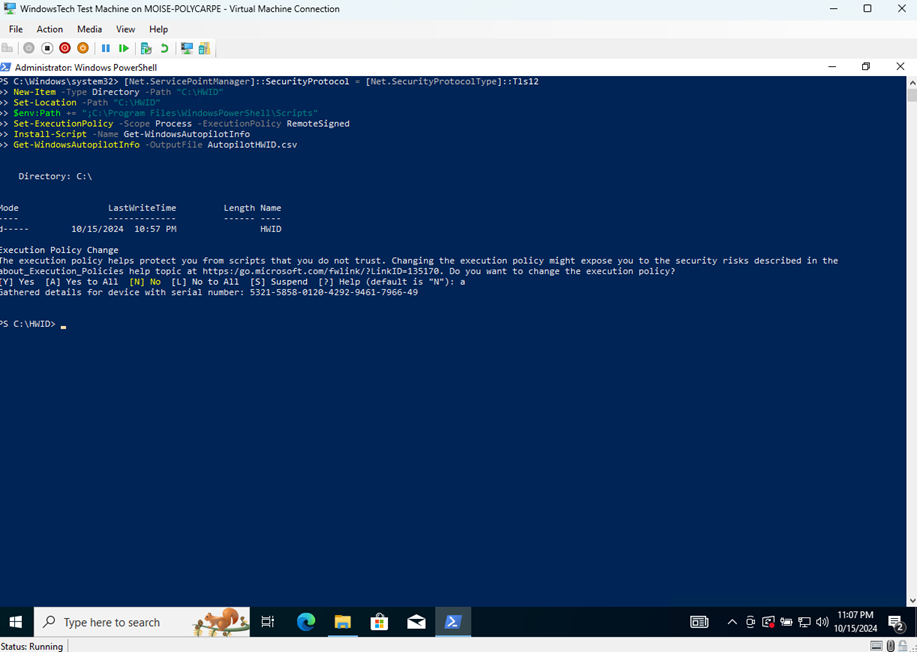 WindowsTech Test Machine on MOISE-POLYCARPE - Virtual Machine Connection
File Action Media View Help
Administrator: Windows PowerShell
PS C:\Windows\system32> [Net.ServicePointManager]::SecurityProtocol = [Net.SecurityProtocolType]::Tls12
>> New-Item -Type Directory -Path "C:\HWID"
>> Set-Location -Path "C:\HWID"
>> $env:Path += ";C:\Program Files\WindowsPowerShell\Scripts"
>> Set-ExecutionPolicy -Scope Process -ExecutionPolicy RemoteSigned
>> Install-Script -Name Get-WindowsAutopilotInfo
>> Get-WindowsAutopilotInfo -OutputFile AutopilotHWID.csv
Directory: C:\
Mode LastWriteTime Length Name
---- ------------- ------ ----
d----- 10/15/2024 10:57 PM HWID
Execution Policy Change
The execution policy helps protect you from scripts that you do not trust. Changing the execution policy might expose you to the security risks described in the
about_Execution_Policies help topic at https:/go.microsoft.com/fwlink/?LinkID=135170. Do you want to change the execution policy?
[Y] Yes [A] Yes to All [N] No [L] No to All [S] Suspend [?] Help (default is "N"): a
Gathered details for device with serial number: 5321-5858-0120-4292-9461-7966-49
PS C:\HWID>
Type here to search
11:07 PM
10/15/2024
2
Status: Running